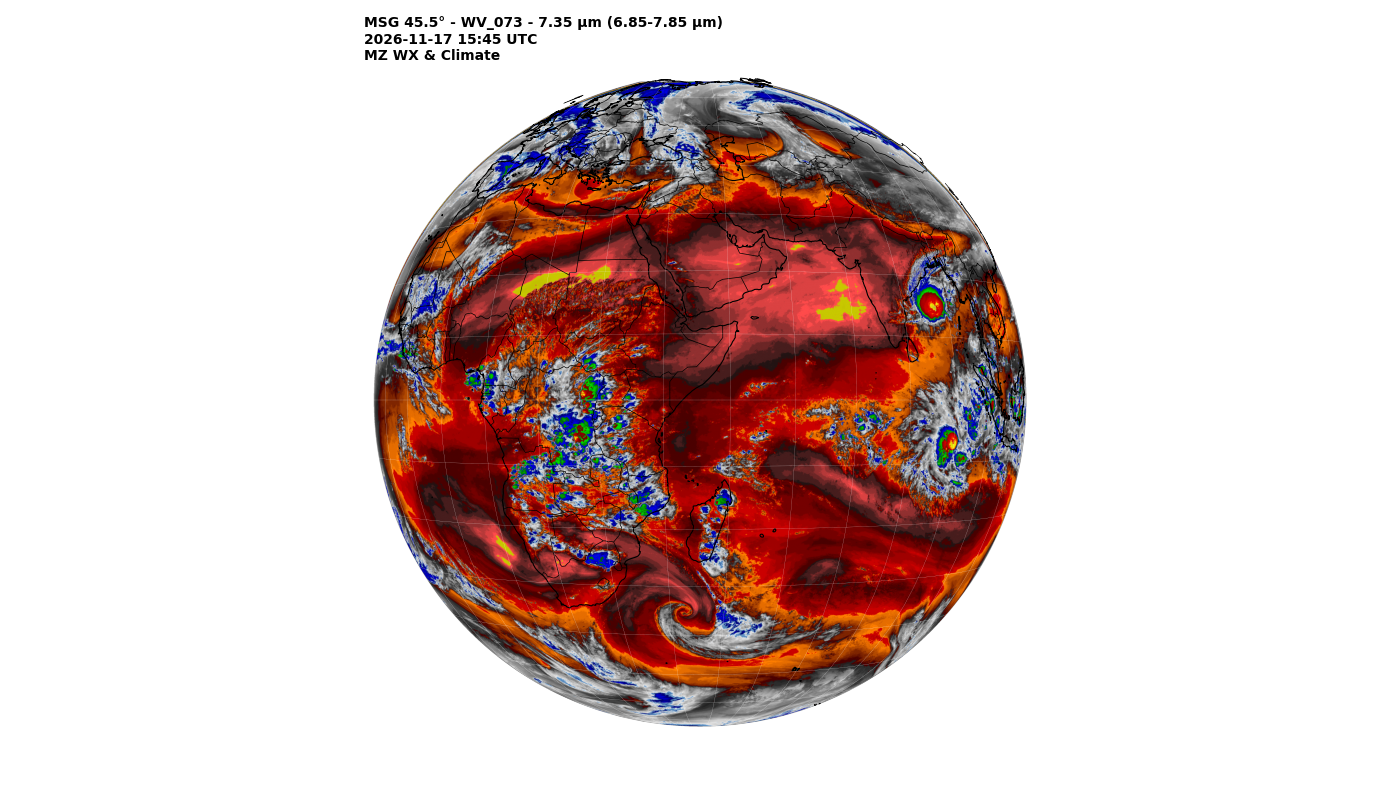 MSG 45.5° - WV_073 - 7.35 μm (6.85-7.85 μm)
2026-11-17 15:45 UTC
MZ WX & Climate